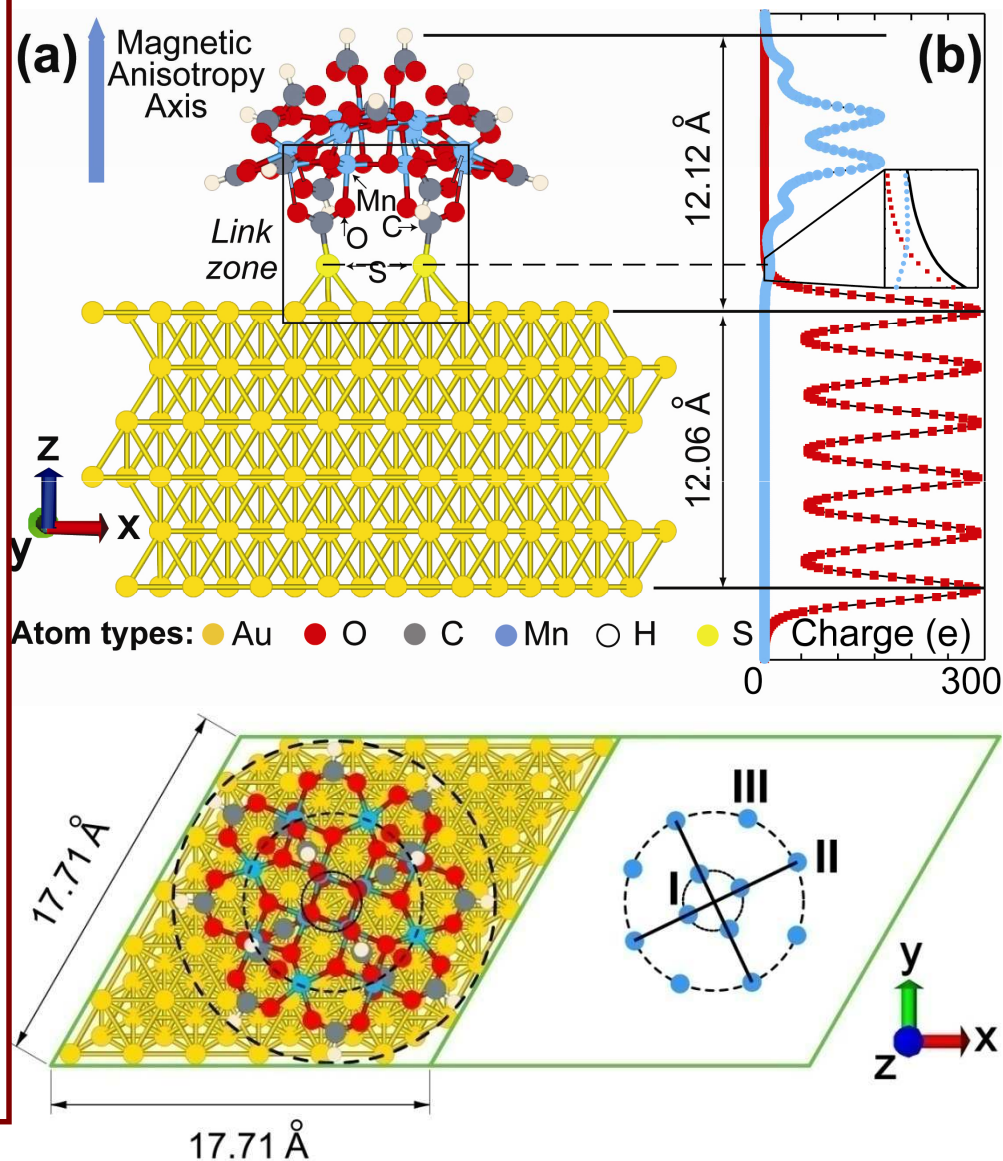 (a)
Magnetic
Anisotropy
Axis
(b)
12.12 Å
Mn
O
C
Link
zone
S
12.06 Å
z
x
y
Atom types: Au O C Mn H S
Charge (e)
0 300
17.71 Å
III
II
I
y
x
z
17.71 Å